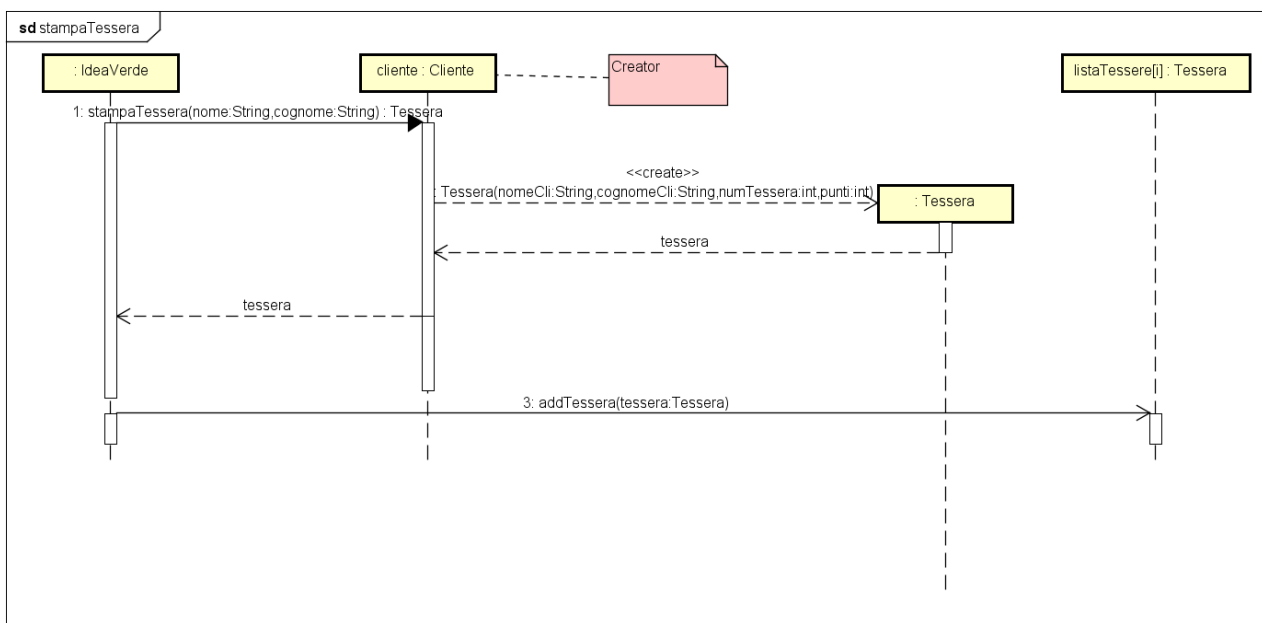 sd stampaTessera
: IdeaVerde
cliente : Cliente
Creator
listaTessere[i] : Tessera
1: stampaTessera(nome:String,cognome:String) : Tessera
<<create>>
: Tessera(nomeCli:String,cognomeCli:String,numTessera:int,punti:int)
: Tessera
tessera
tessera
3: addTessera(tessera:Tessera)